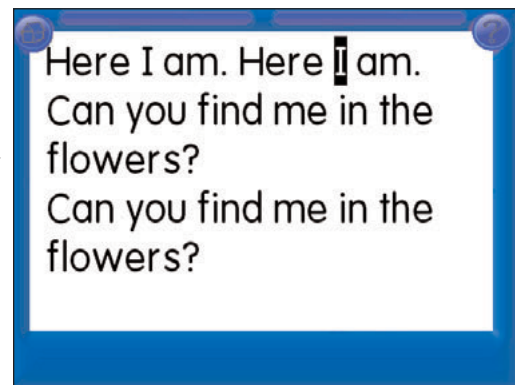 Here I am. Here I am.
Can you find me in the
flowers?
Can you find me in the
flowers?